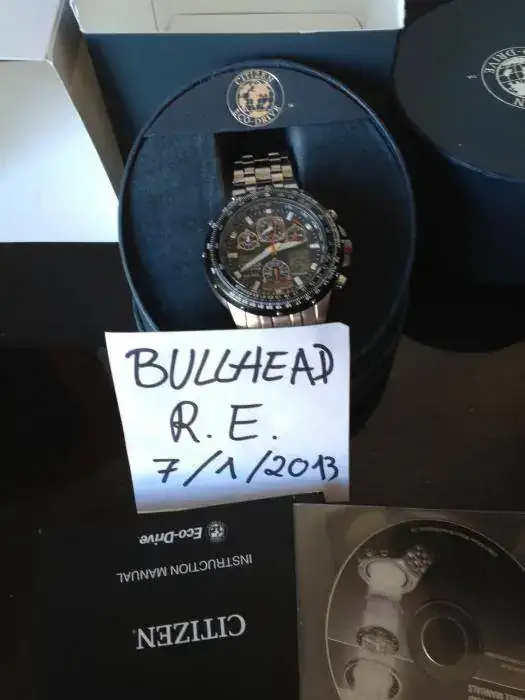 CITIZEN
ECO-DRIVE
BULLHEAD
R. E.
7/1/2013
Eco-Drive
INSTRUCTION MANUAL
CITIZEN